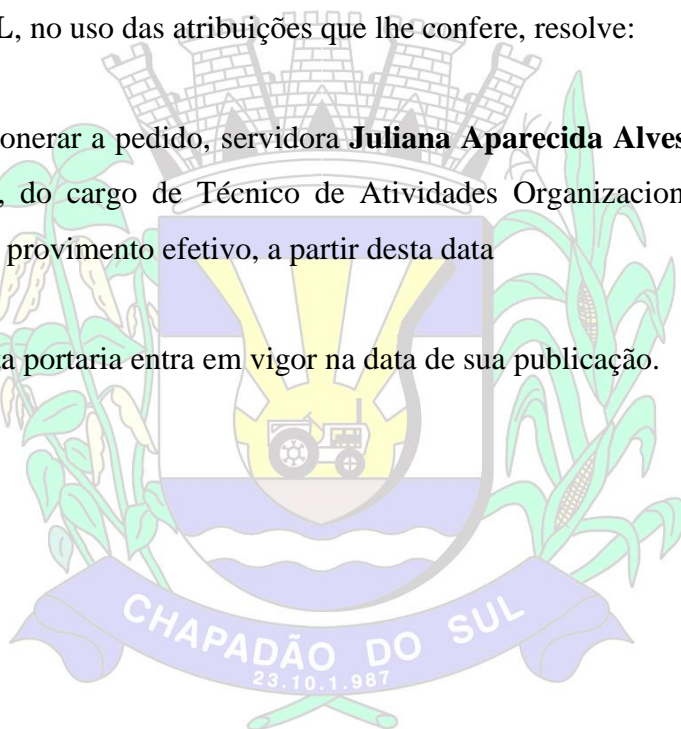 L, no uso das atribuições que lhe confere, resolve:
onerar a pedido, servidora Juliana Aparecida Alves
, do cargo de Técnico de Atividades Organizacion
provimento efetivo, a partir desta data
ta portaria entra em vigor na data de sua publicação.
CHAPADÃO DO SUL
23.10.1.987